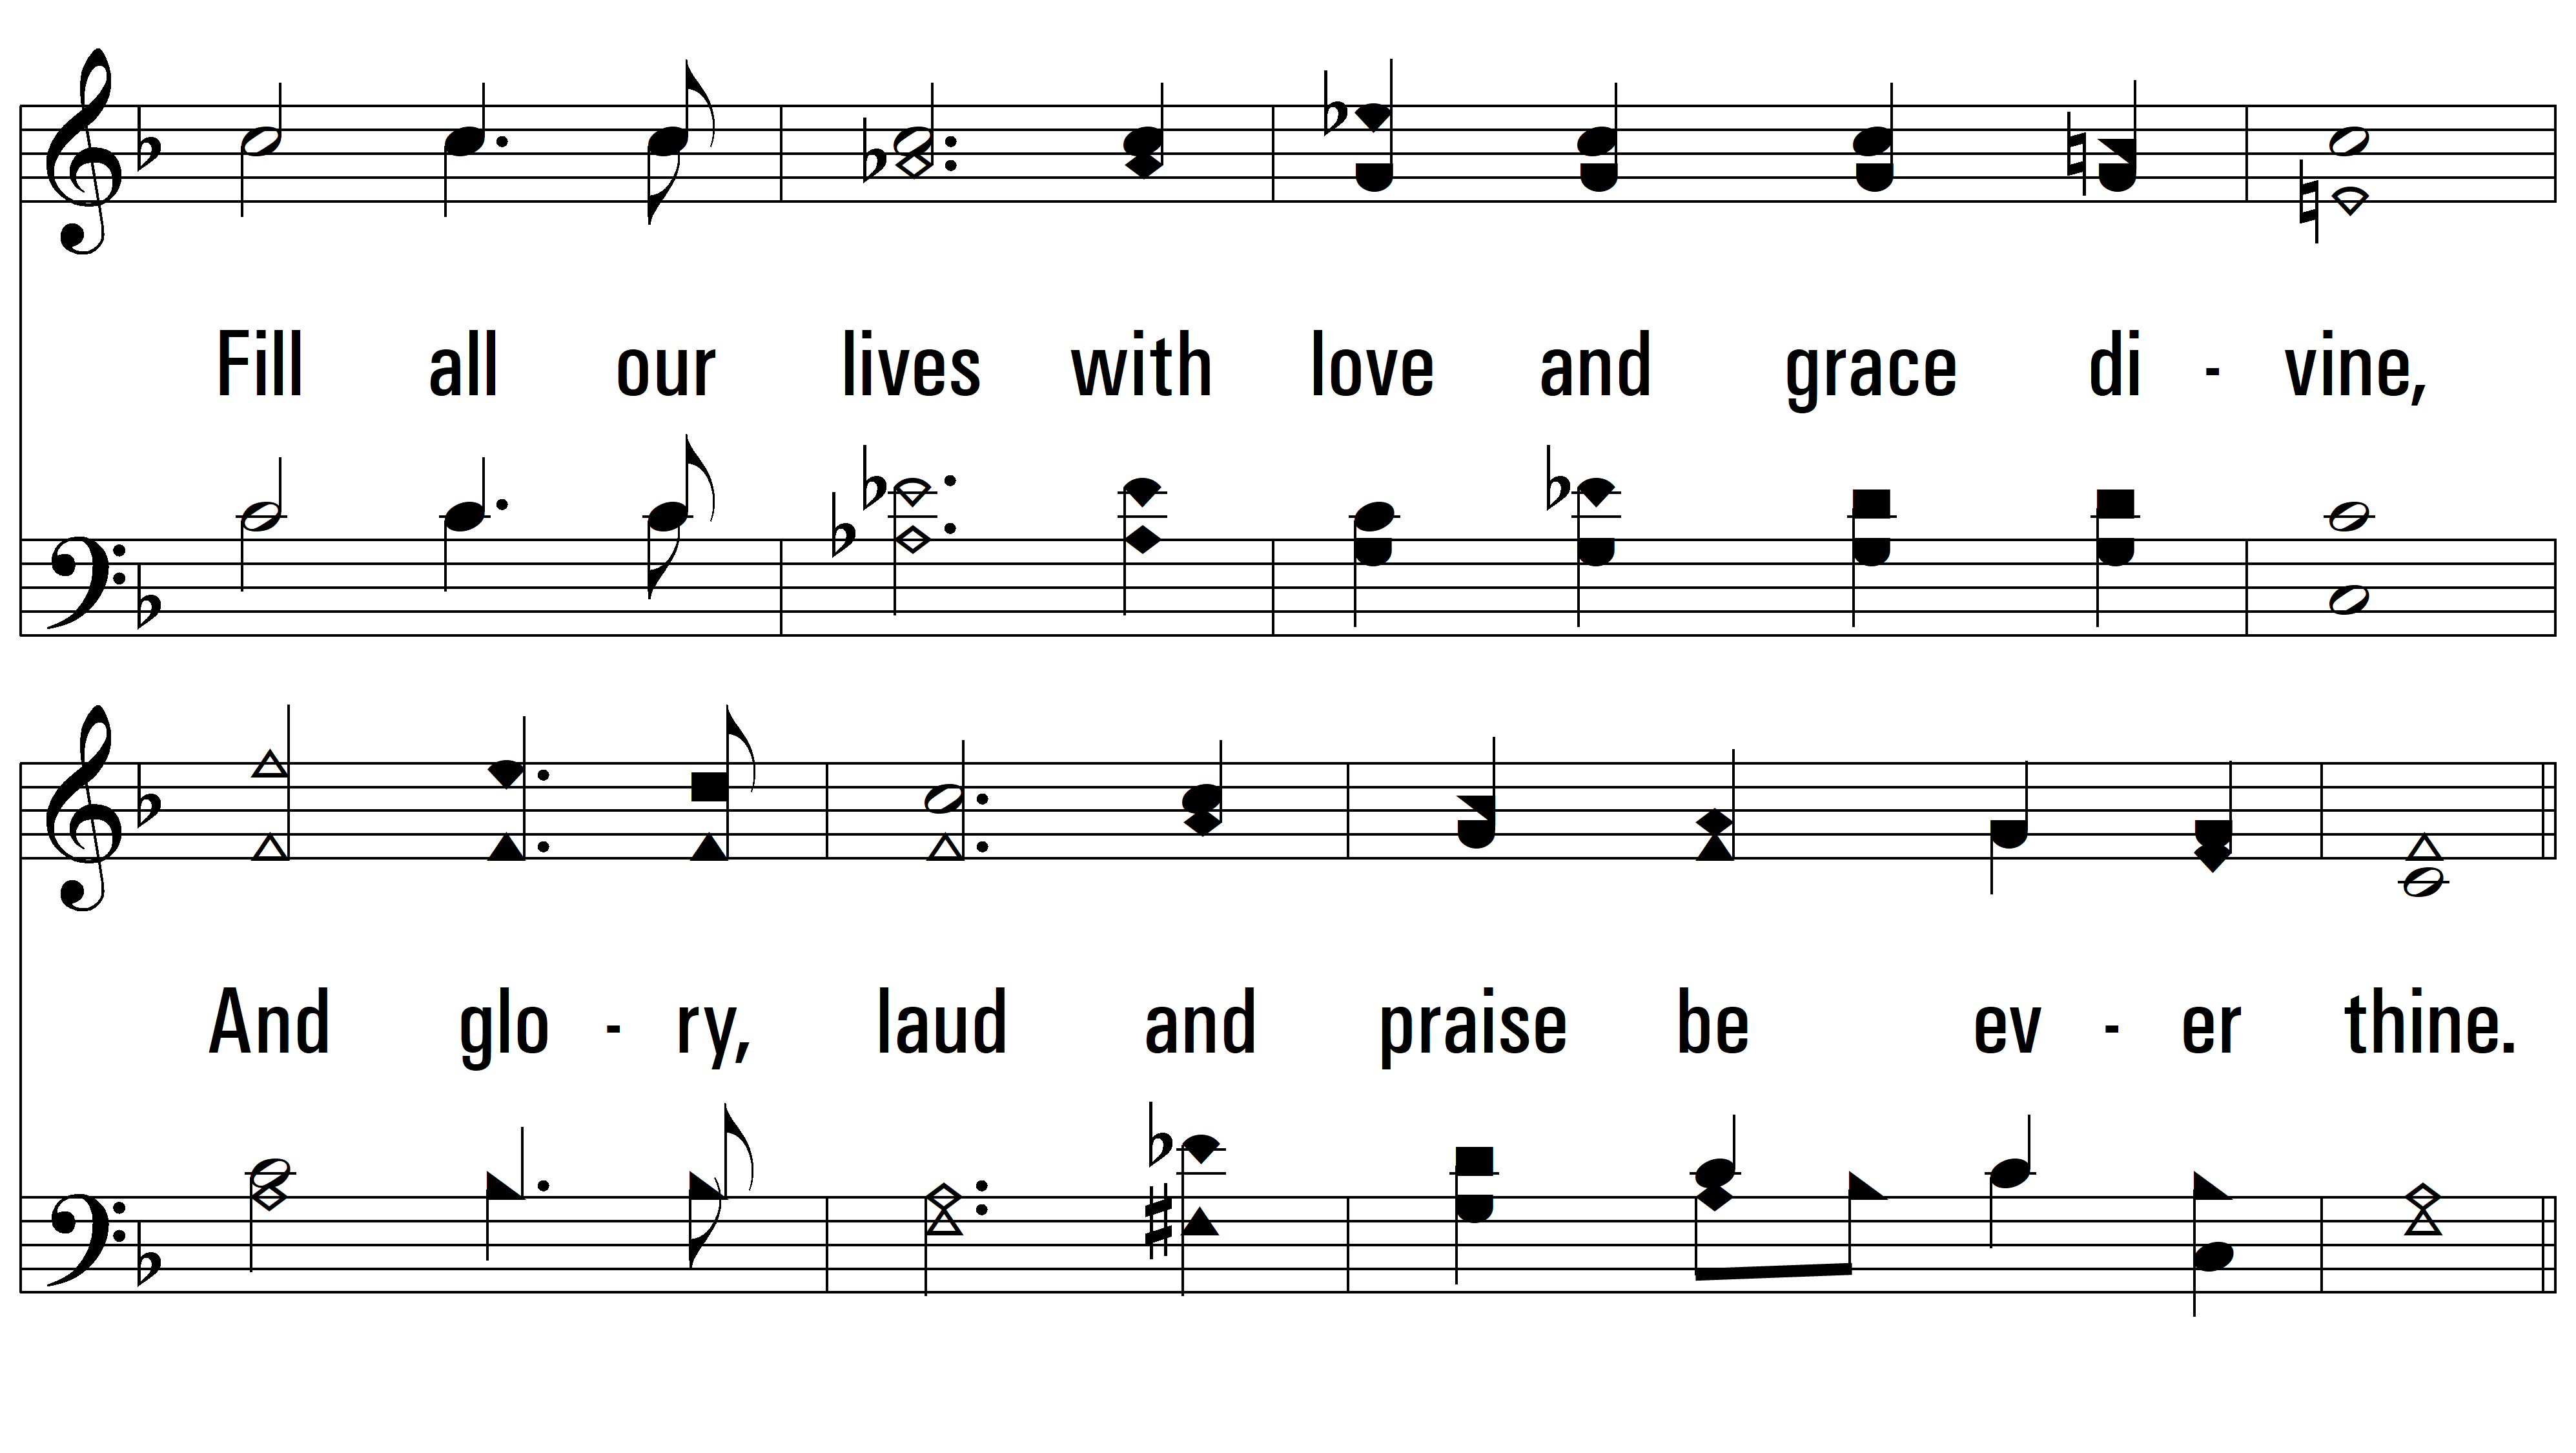 Fill all our lives with love and grace di - vine,
And glo - ry, laud and praise be ev - er thine.